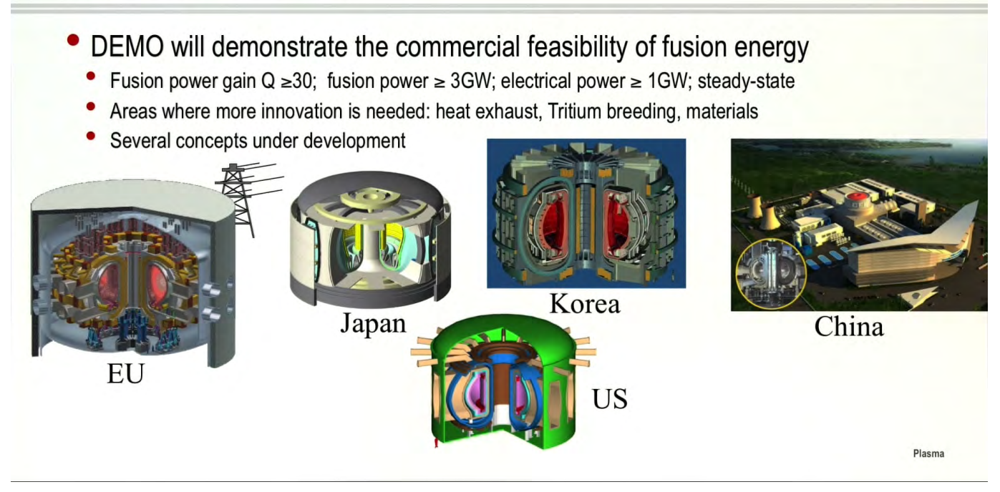 DEMO will demonstrate the commercial feasibility of fusion energy
Fusion power gain Q ≥30; fusion power ≥ 3GW; electrical power ≥ 1GW; steady-state
Areas where more innovation is needed: heat exhaust, Tritium breeding, materials
Several concepts under development
EU
Japan
Korea
China
US
Plasma